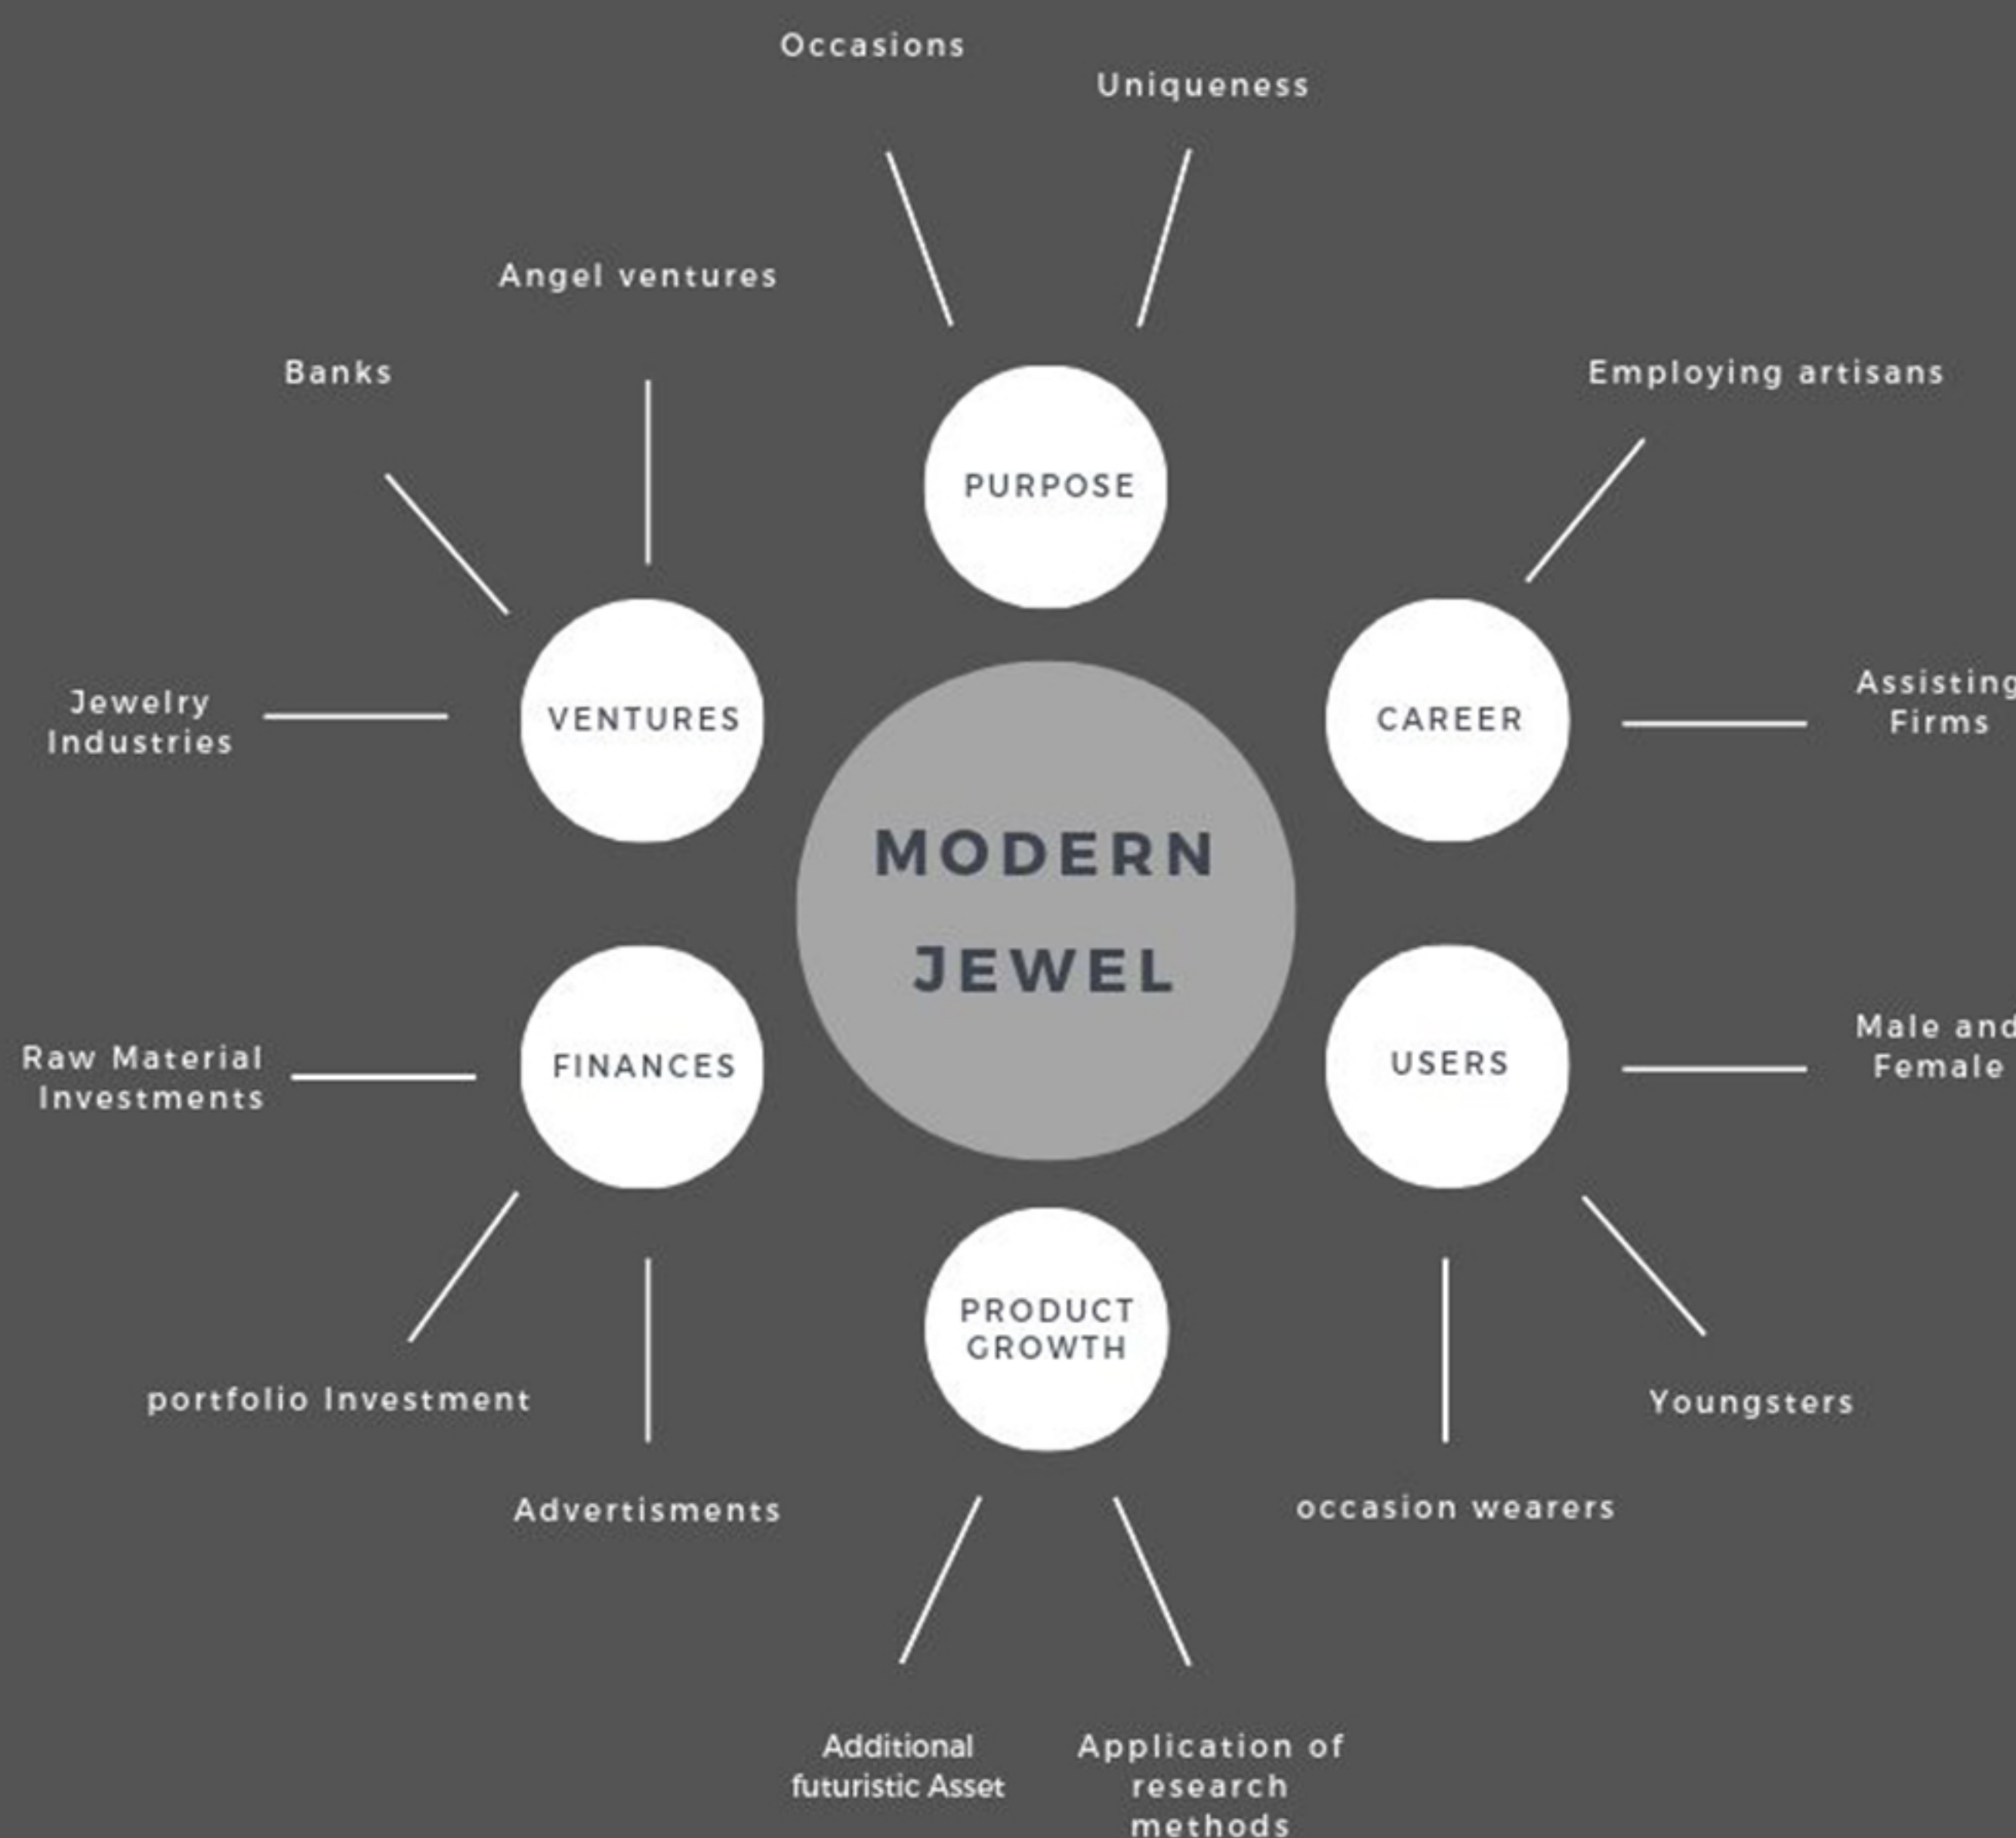 Occasions
Uniqueness
Angel ventures
Banks
Employing artisans
PURPOSE
Jewelry
Industries
VENTURES
CAREER
Assisting
Firms
MODERN
JEWEL
Raw Material
Investments
FINANCES
USERS
Male and
Female
PRODUCT
GROWTH
portfolio Investment
Youngsters
Advertisments
occasion wearers
Additional
futuristic Asset
Application of
research
methods